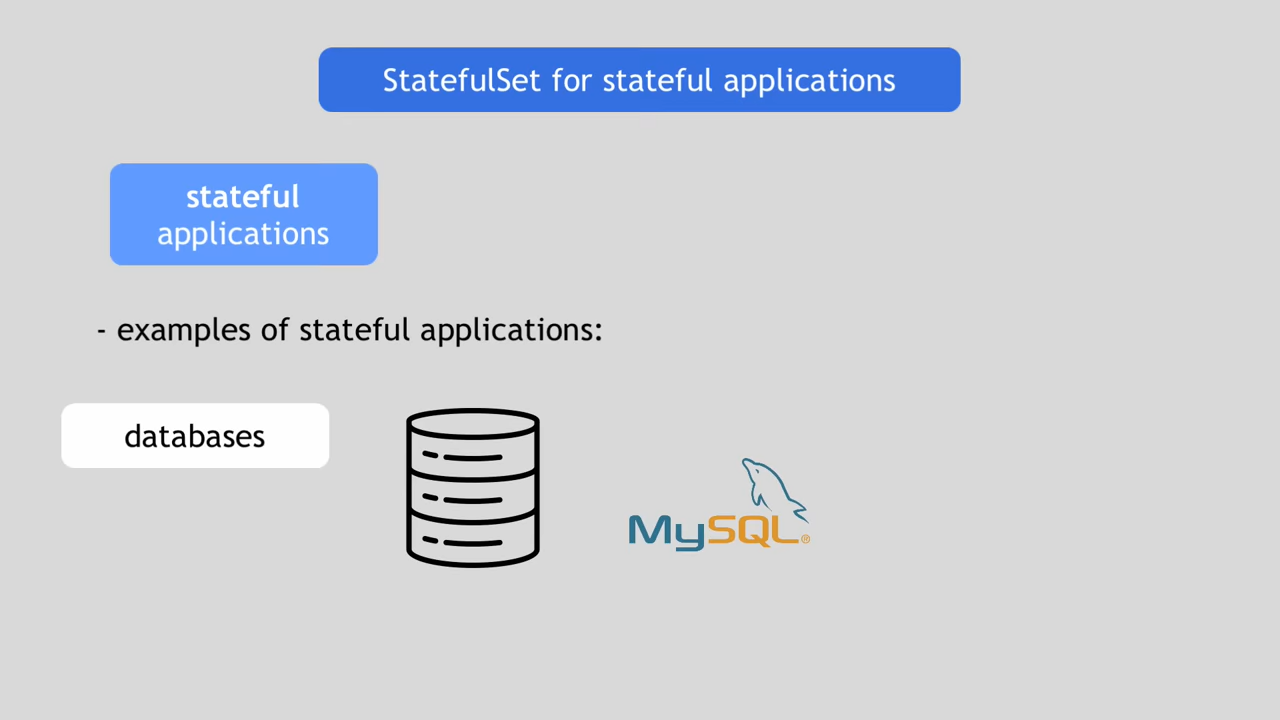 StatefulSet for stateful applications
stateful
applications
- examples of stateful applications:
databases
MySQL®